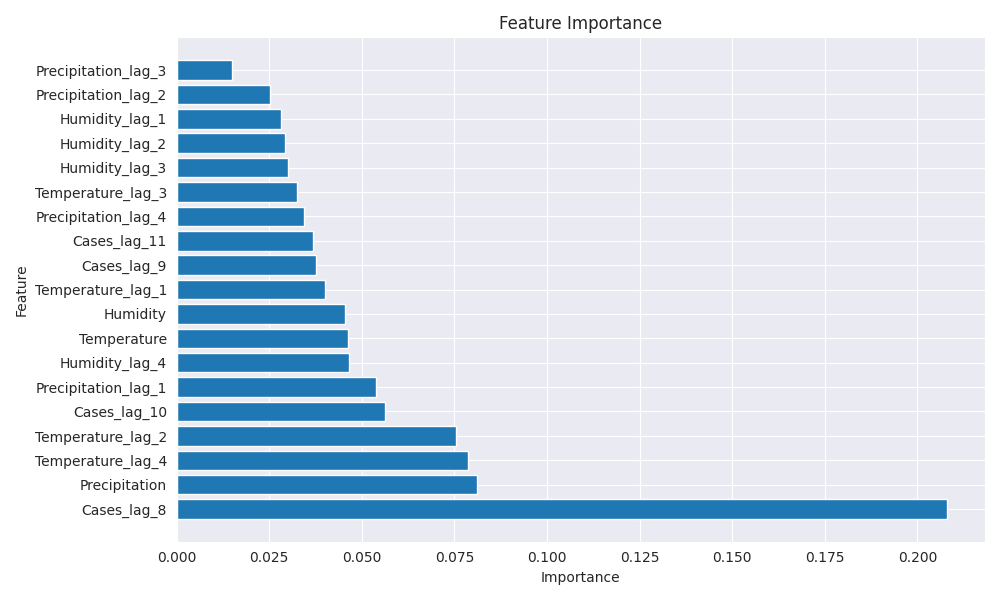 Feature Importance
Precipitation_lag_3
Precipitation_lag_2
Humidity_lag_1
Humidity_lag_2
Humidity_lag_3
Temperature_lag_3
Precipitation_lag_4
Cases_lag_11
Cases_lag_9
Temperature_lag_1
Humidity
Temperature
Humidity_lag_4
Precipitation_lag_1
Cases_lag_10
Temperature_lag_2
Temperature_lag_4
Precipitation
Cases_lag_8
Feature
0.000 0.025 0.050 0.075 0.100 0.125 0.150 0.175 0.200
Importance